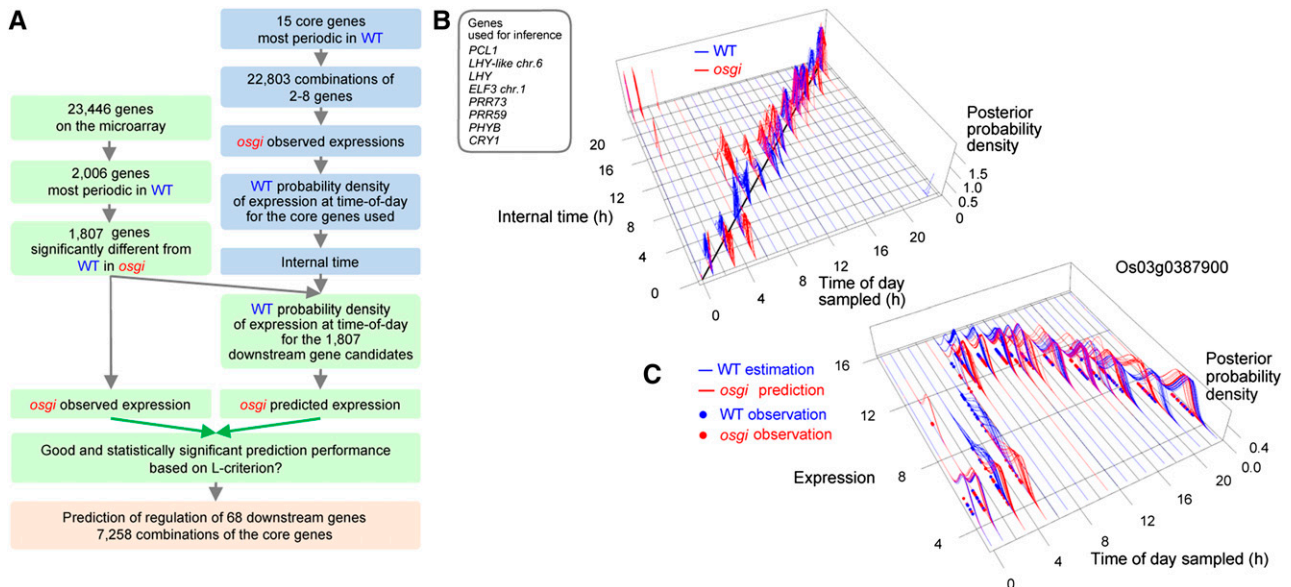 A
15 core genes
most periodic in WT
22,803 combinations of
2-8 genes
23,446 genes
on the microarray
osgi observed expressions
2,006 genes
most periodic in WT
WT probability density
of expression at time-of-day
for the core genes used
1,807 genes
significantly different from
WT in osgi
Internal time
WT probability density
of expression at time-of-day
for the 1,807
downstream gene candidates
osgi observed expression
osgi predicted expression
Good and statistically significant prediction performance
based on L-criterion?
Prediction of regulation of 68 downstream genes
7,258 combinations of the core genes
B
Genes
used for inference
PCL1
LHY-like chr.6
LHY
ELF3 chr.1
PRR73
PRR59
PHYB
CRY1
WT
osgi
Posterior
probability
density
1.5
1.0
0.5
0
Internal time (h)
20
16
12
8
4
0
Time of day
sampled (h)
0
4
8
12
16
20
C
Os03g0387900
WT estimation
osgi prediction
WT observation
osgi observation
Posterior
probability
density
0.4
0.0
Expression
16
12
8
4
Time of day sampled (h)
0
4
8
12
16
20